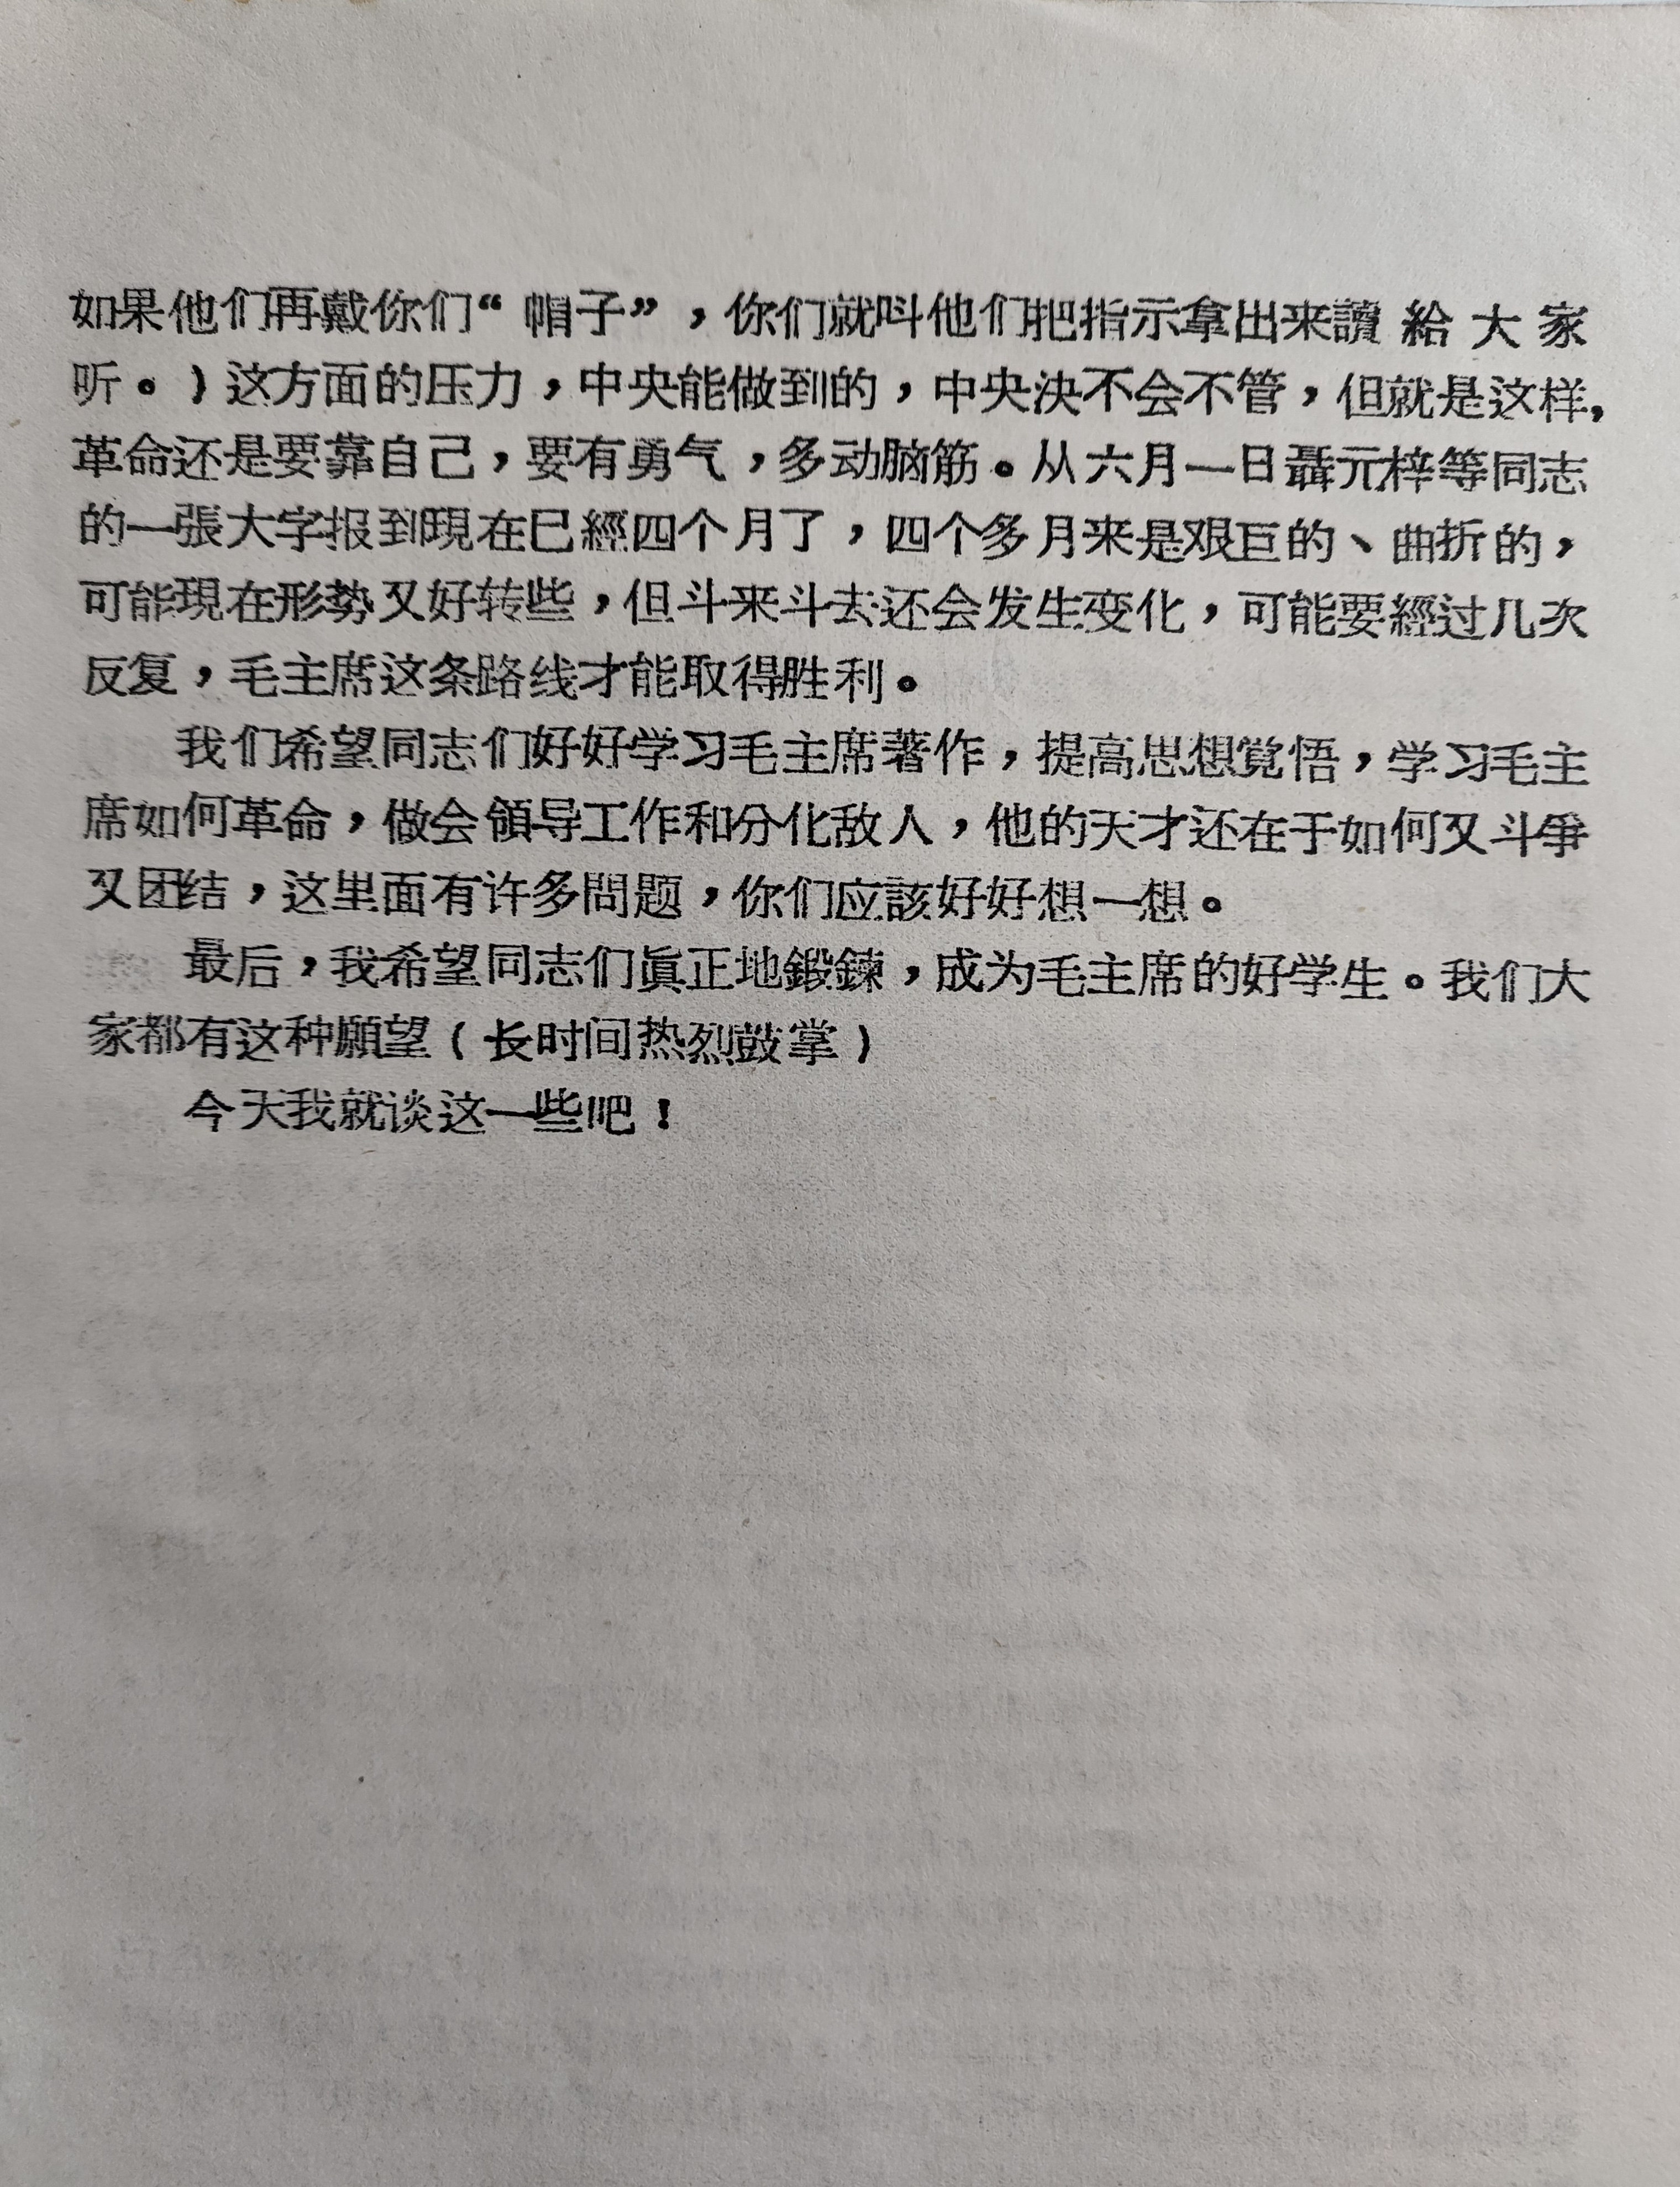 如果他们再戴你们“帽子”，你们就叫他们把指示拿出来讀給大家
听。）这方面的压力，中央能做到的，中央决不会不管，但就是这样，
革命还是要靠自己，要有勇气，多动脑筋。从六月一日聶元梓等同志
的一張大字报到現在已經四个月了，四个多月来是艰巨的、曲折的，
可能現在形势又好转些，但斗来斗去还会发生变化，可能要經过几次
反复，毛主席这条路线才能取得胜利。
我们希望同志们好好学习毛主席著作，提高思想覚悟，学习毛主
席如何革命，做会領导工作和分化敌人，他的天才还在于如何又斗爭
又团结，这里面有许多問题，你们应該好好想一想。
最后，我希望同志们眞正地鍛鍊，成为毛主席的好学生。我们大
家都有这种願望（长时间热烈鼓掌）
今天我就谈这一些吧！